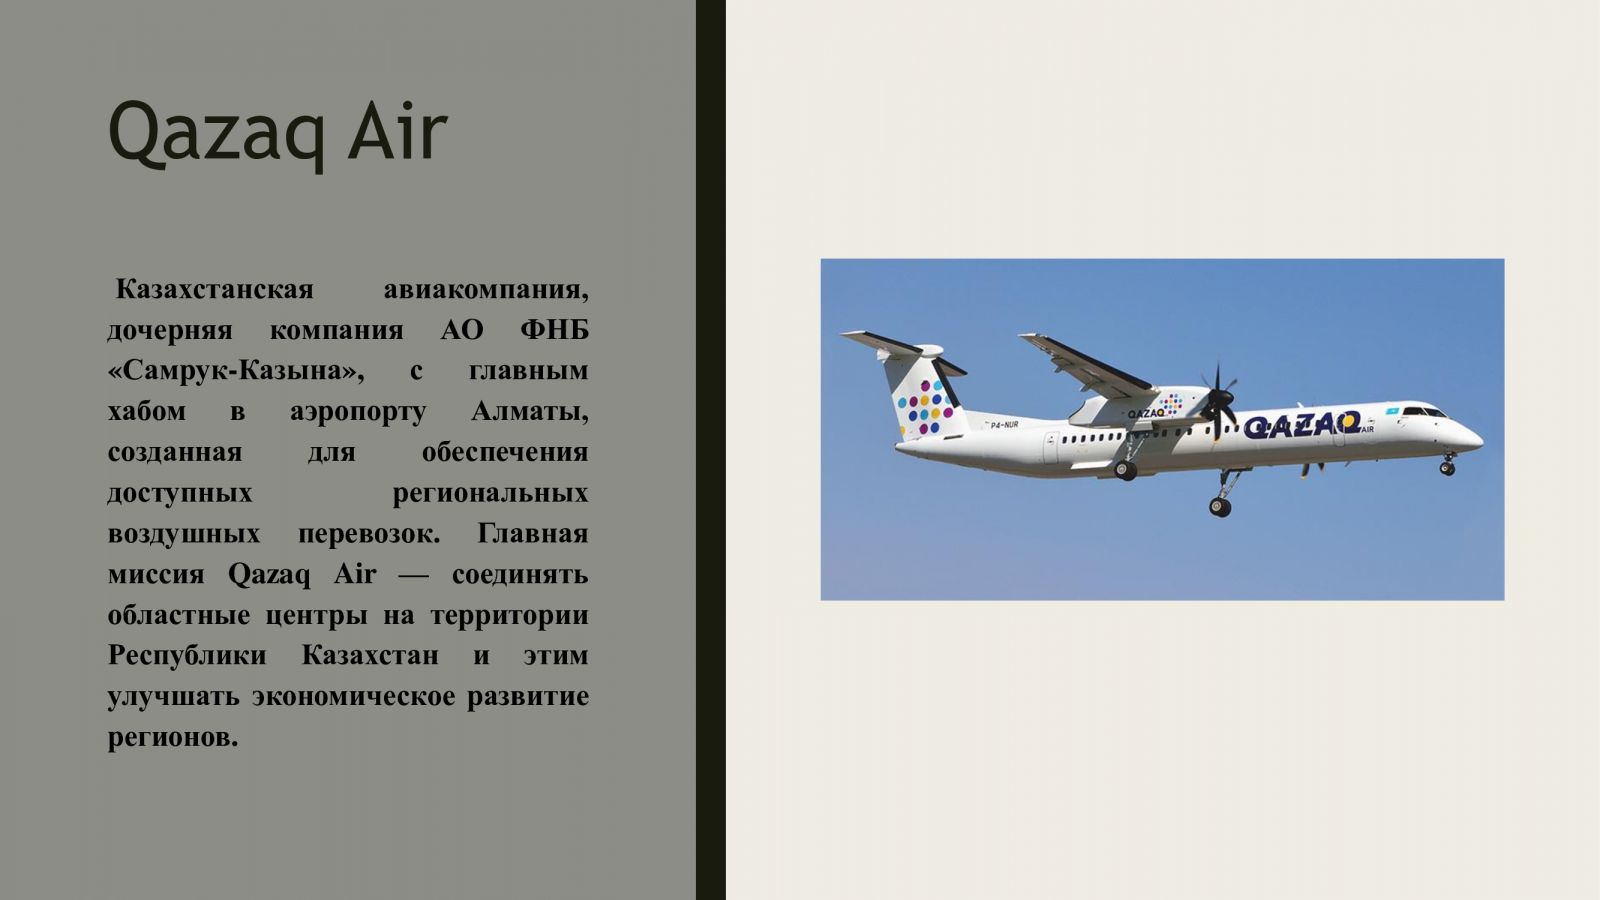 Qazaq Air
Казахстанская авиакомпания,
дочерняя компания АО ФНБ
«Самрук-Казына», с главным
хабом в аэропорту Алматы,
созданная для обеспечения
доступных региональных
воздушных перевозок. Главная
миссия Qazaq Air — соединять
областные центры на территории
Республики Казахстан и этим
улучшать экономическое развитие
регионов.
P4-NUR
QAZAQ
QAZAQ AIR